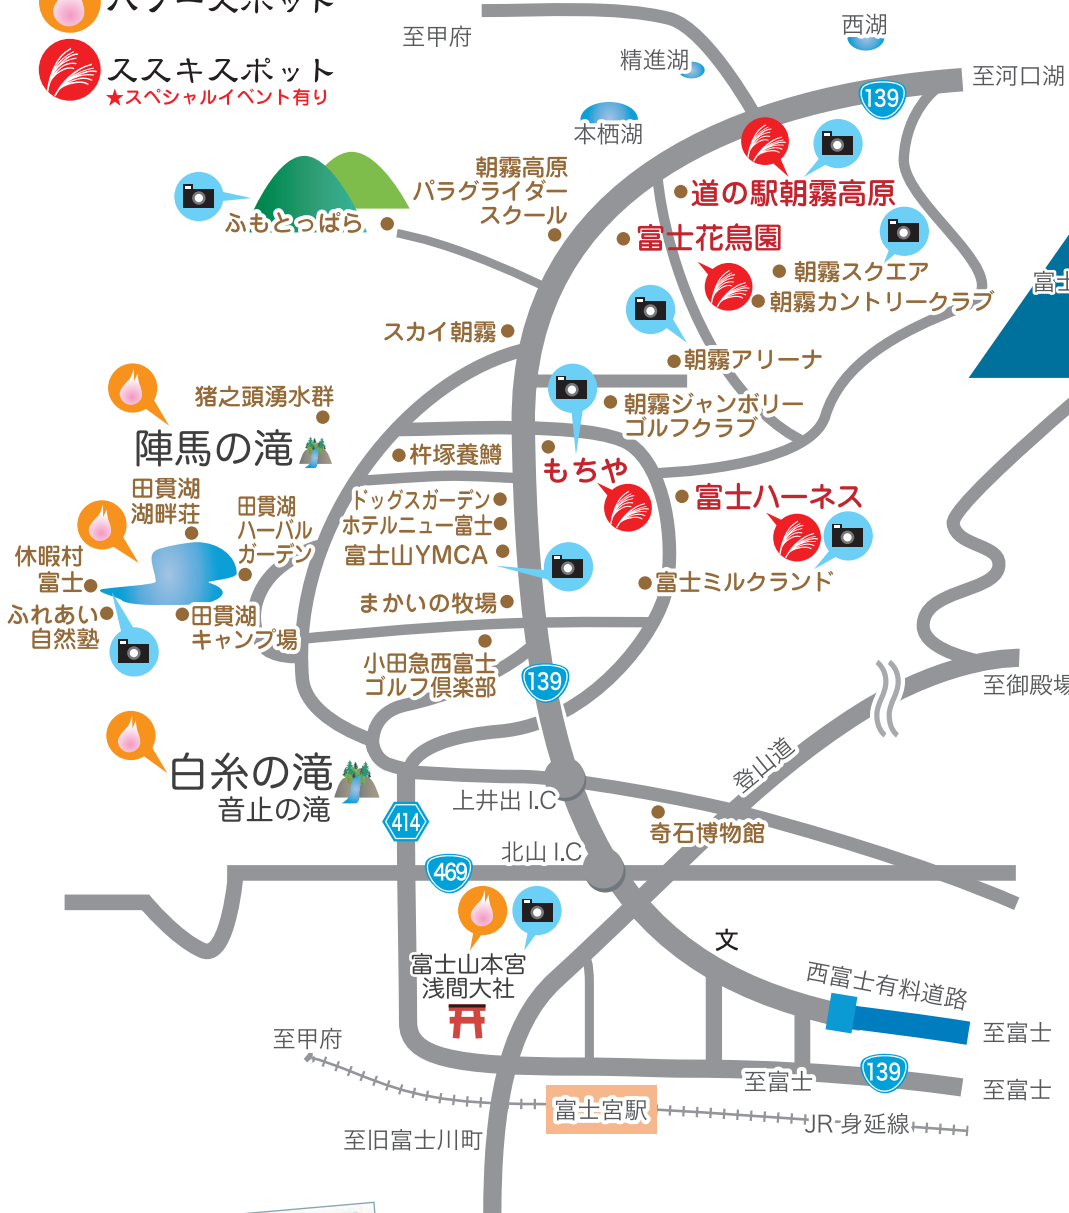 パワースポット
ススキスポット
★スペシャルイベント有り
至甲府
西湖
精進湖
至河口湖
139
本栖湖
朝霧高原
パラグライダー
スクール
道の駅朝霧高原
ふもとっぱら
富士花鳥園
朝霧スクエア
朝霧カントリークラブ
スカイ朝霧
朝霧アリーナ
猪之頭湧水群
朝霧ジャンボリー
ゴルフクラブ
陣馬の滝
杵塚養鱒
もちや
田貫湖
湖畔荘
田貫湖
ハーバル
ガーデン
ドッグスガーデン
ホテルニュー富士
富士山YMCA
富士ハーネス
休暇村
富士
富士ミルクランド
ふれあい
自然塾
田貫湖
キャンプ場
まかいの牧場
小田急西富士
ゴルフ倶楽部
139
至御殿場
白糸の滝
音止の滝
登山道
上井出 I.C
414
奇石博物館
北山 I.C
469
富士山本宮
浅間大社
文
西富士有料道路
至富士
至甲府
139
至富士
至富士
富士宮駅
JR-身延線
至旧富士川町